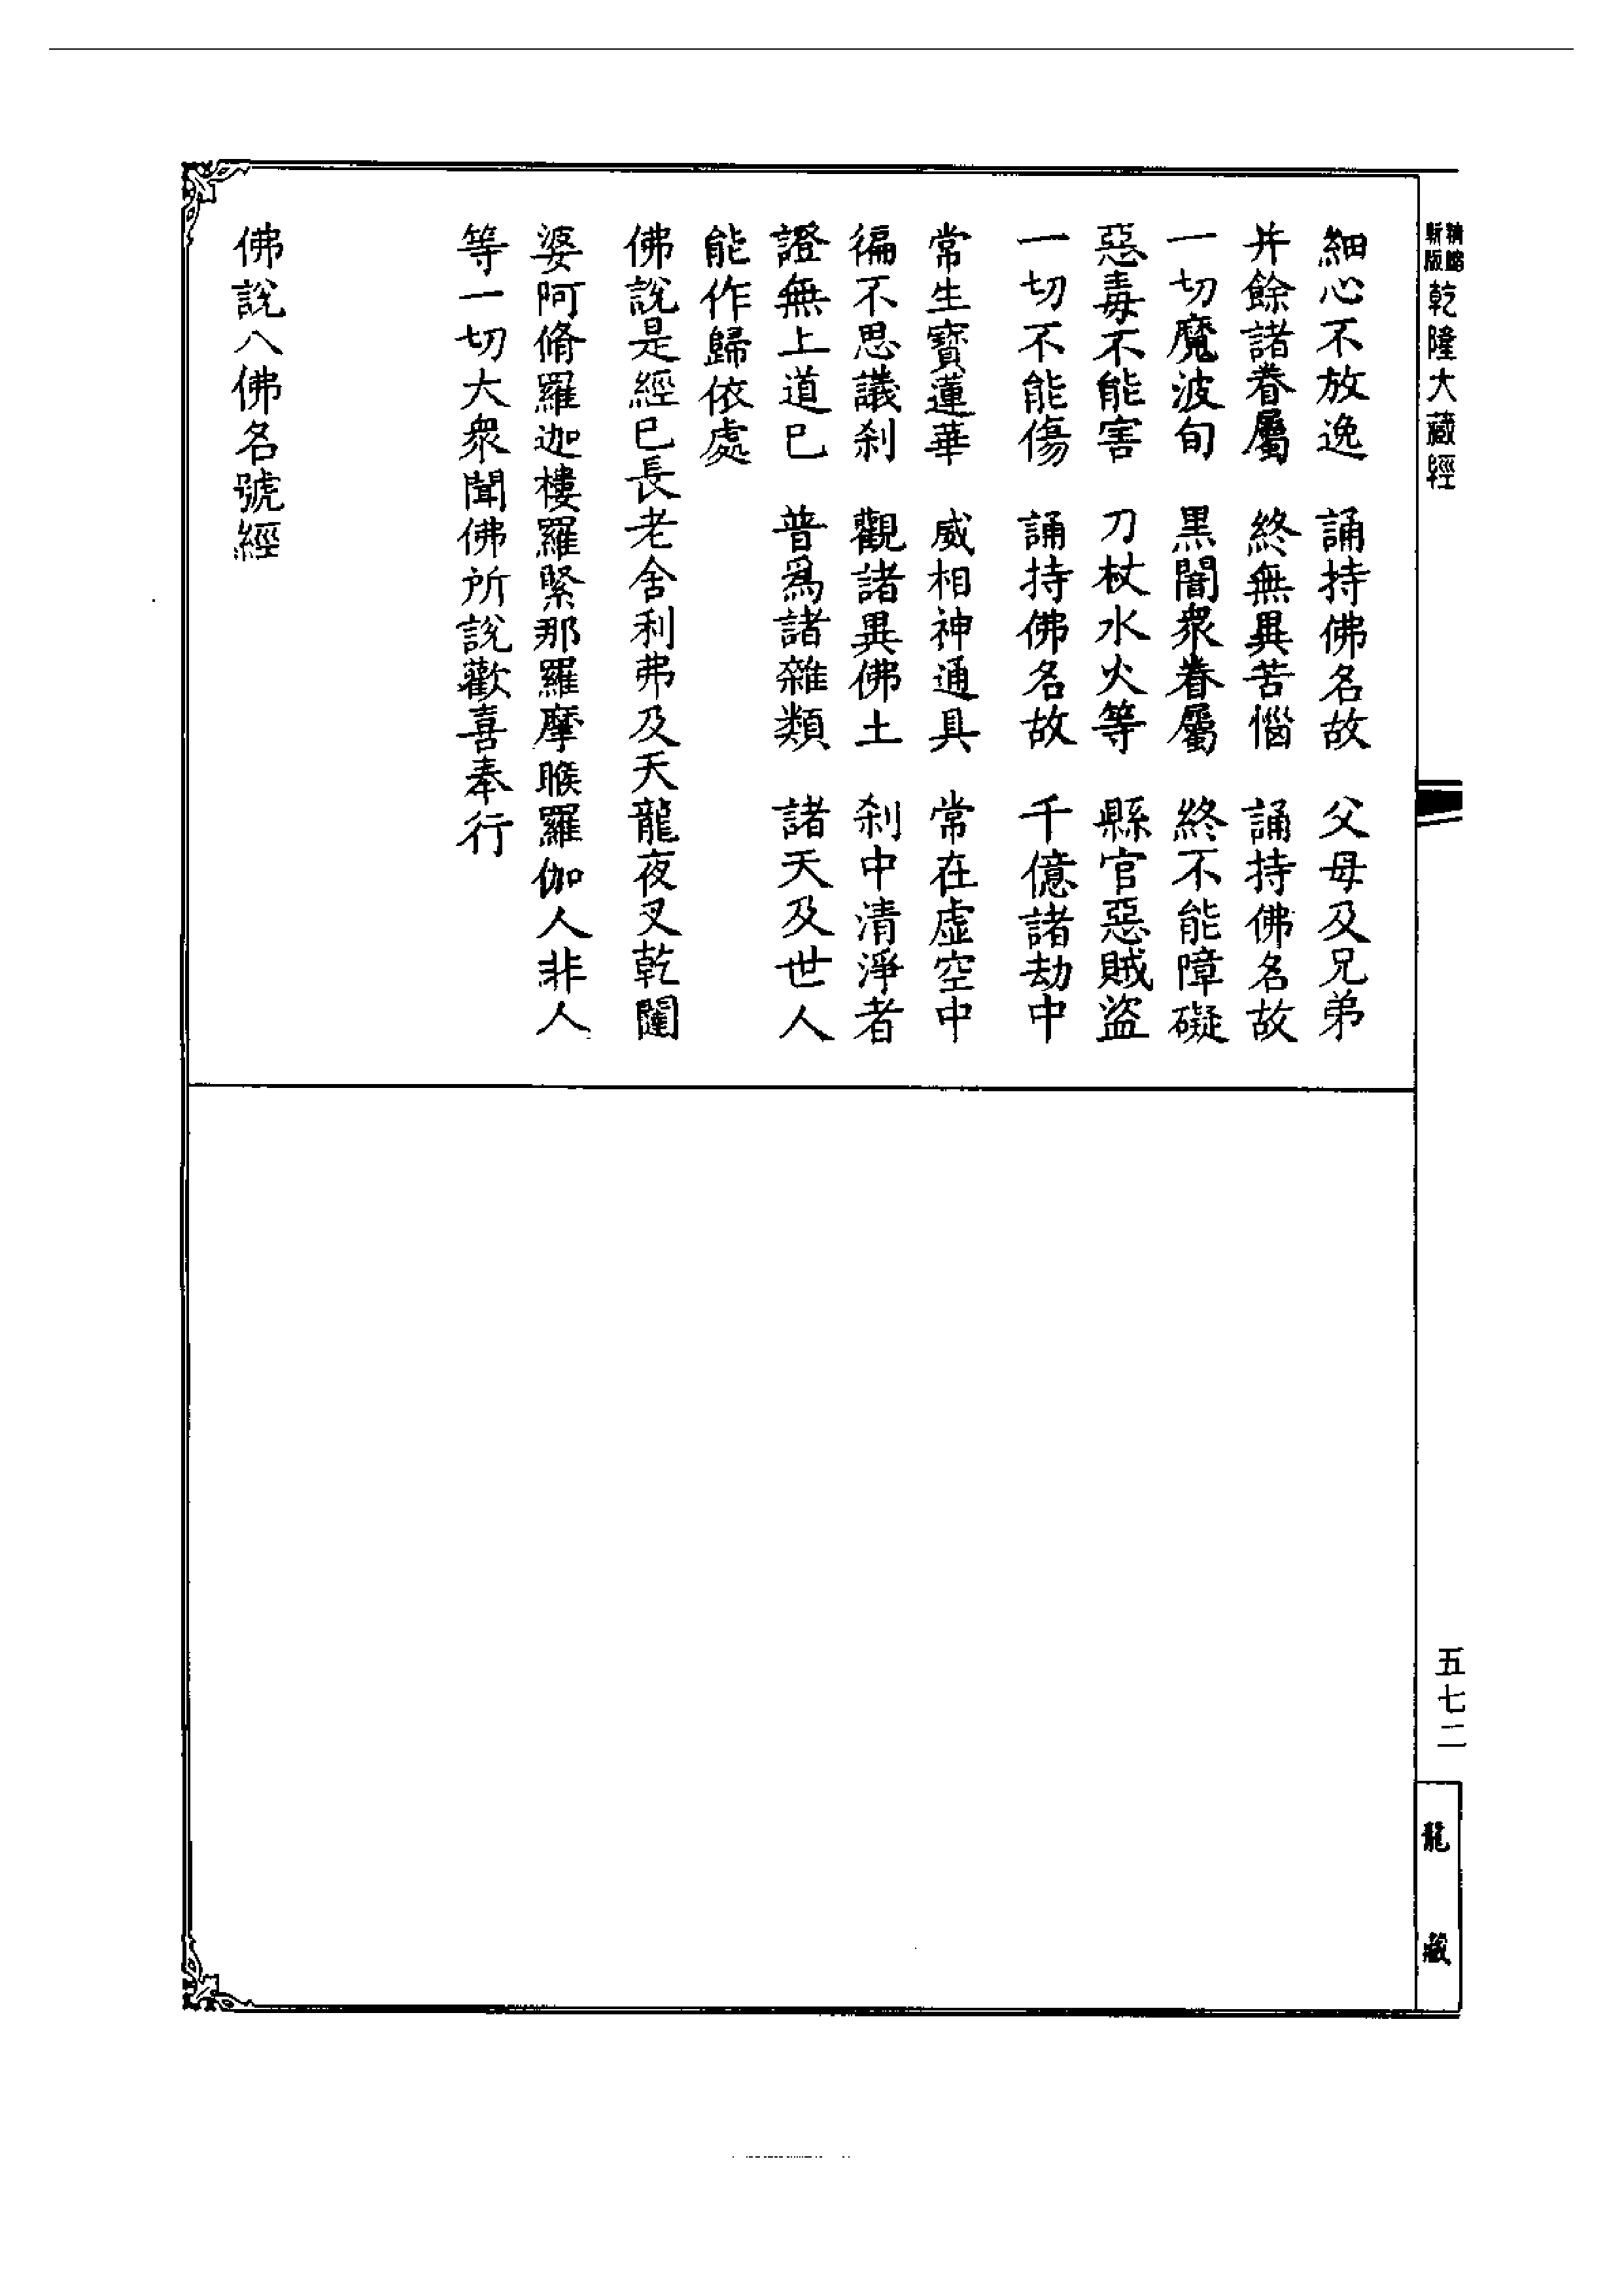 新版 精縮 乾隆大藏經
細心不放逸　誦持佛名故　父母及兄弟
并餘諸眷屬　終無異苦惱　誦持佛名故
一切魔波旬　黑闇衆眷屬　終不能障礙
惡毒不能害　刀杖水火等　縣官惡賊盜
一切不能傷　誦持佛名故　千億諸劫中
常生寶蓮華　威相神通具　常在虛空中
徧不思議刹　觀諸異佛土　刹中清淨者
證無上道已　普爲諸雜類　諸天及世人
能作歸依處
佛說是經已長老舍利弗及天龍夜叉乾闥
婆阿脩羅迦樓羅緊那羅摩睺羅伽人非人
等一切大衆聞佛所說歡喜奉行
佛說八佛名號經
五七二
龍藏